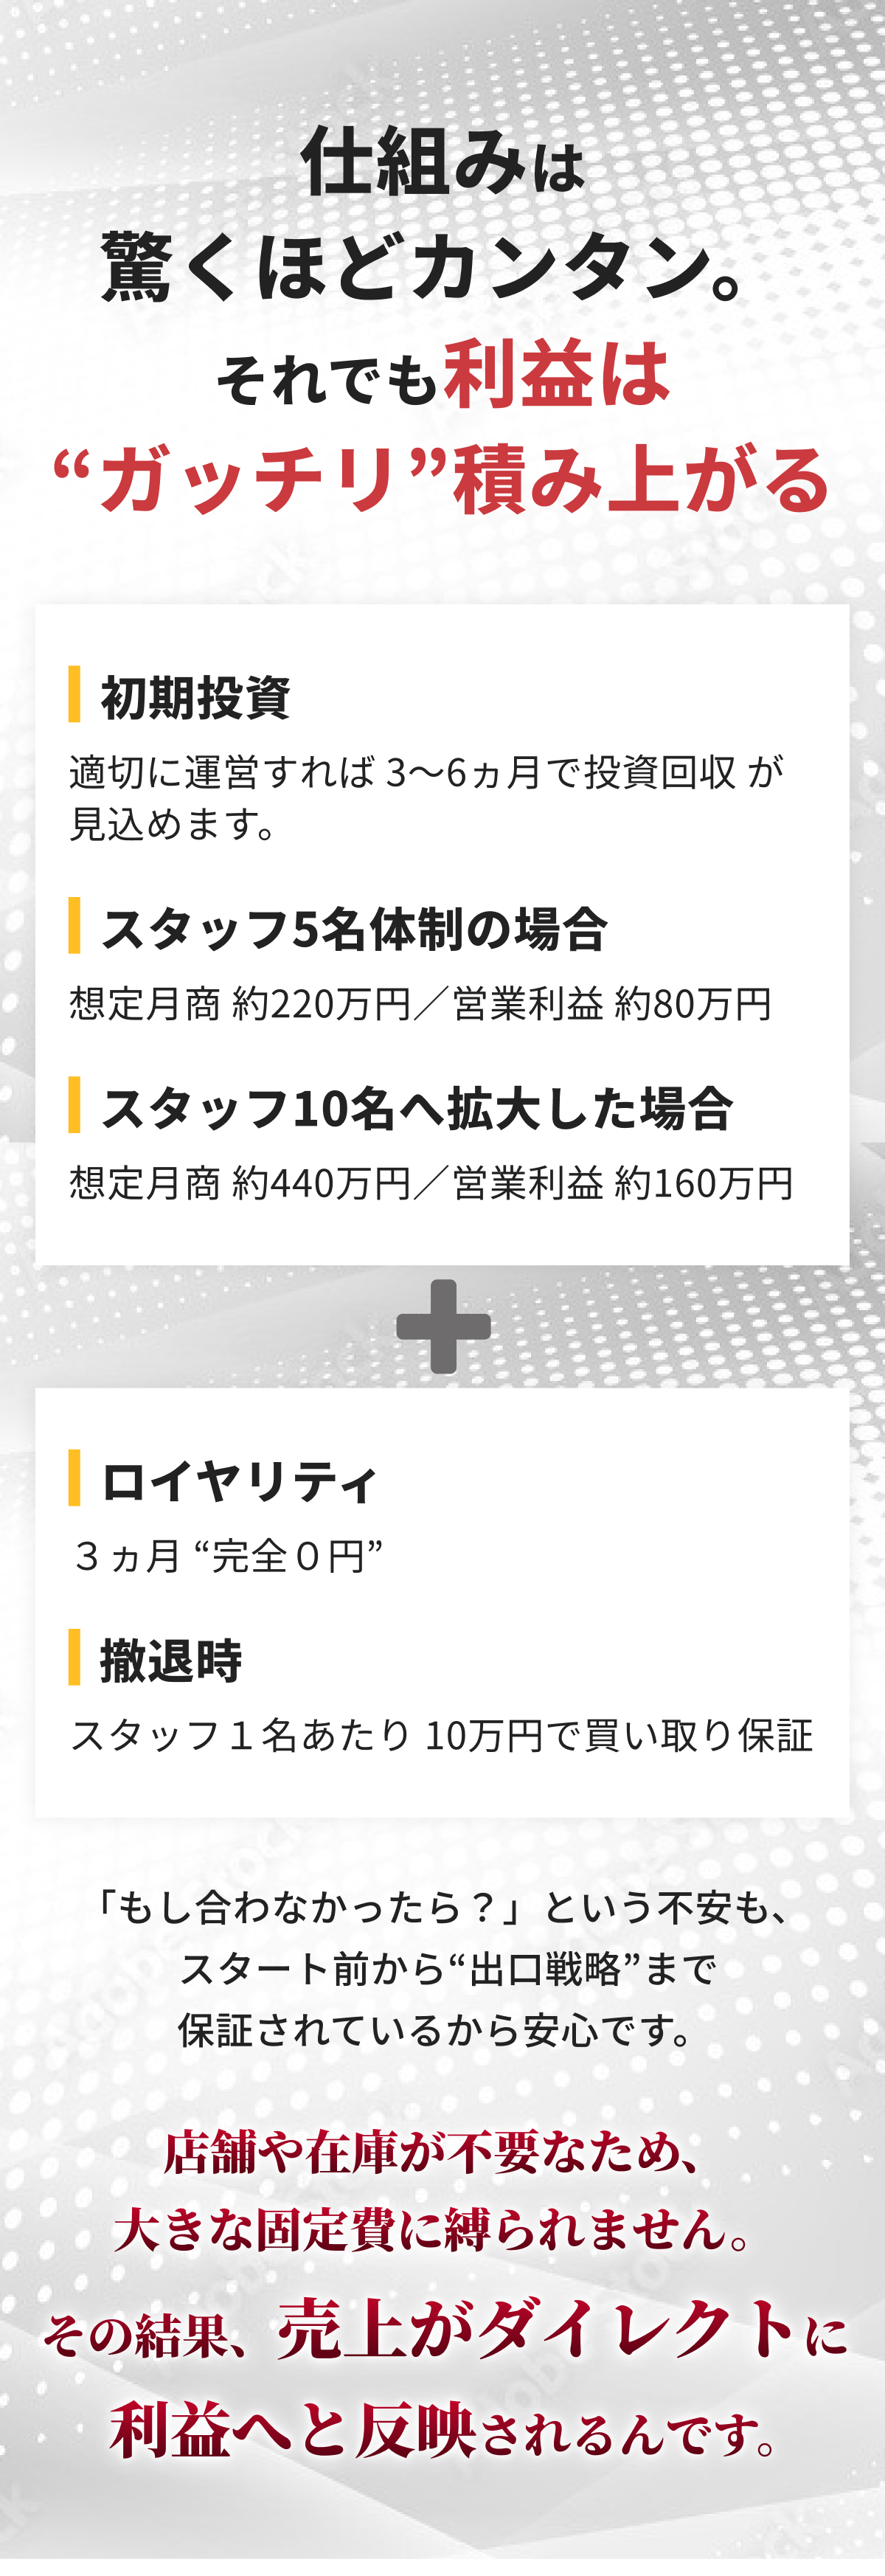 仕組みは
驚くほどカンタン。
それでも利益は
“ガッチリ”積み上がる
初期投資
適切に運営すれば 3〜6ヵ月で投資回収 が
見込めます。
スタッフ5名体制の場合
想定月商 約220万円／営業利益 約80万円
スタッフ10名へ拡大した場合
想定月商 約440万円／営業利益 約160万円
ロイヤリティ
３ヵ月 “完全０円”
撤退時
スタッフ１名あたり 10万円で買い取り保証
「もし合わなかったら？」という不安も、
スタート前から“出口戦略”まで
保証されているから安心です。
店舗や在庫が不要なため、
大きな固定費に縛られません。
その結果、売上がダイレクトに
利益へと反映されるんです。